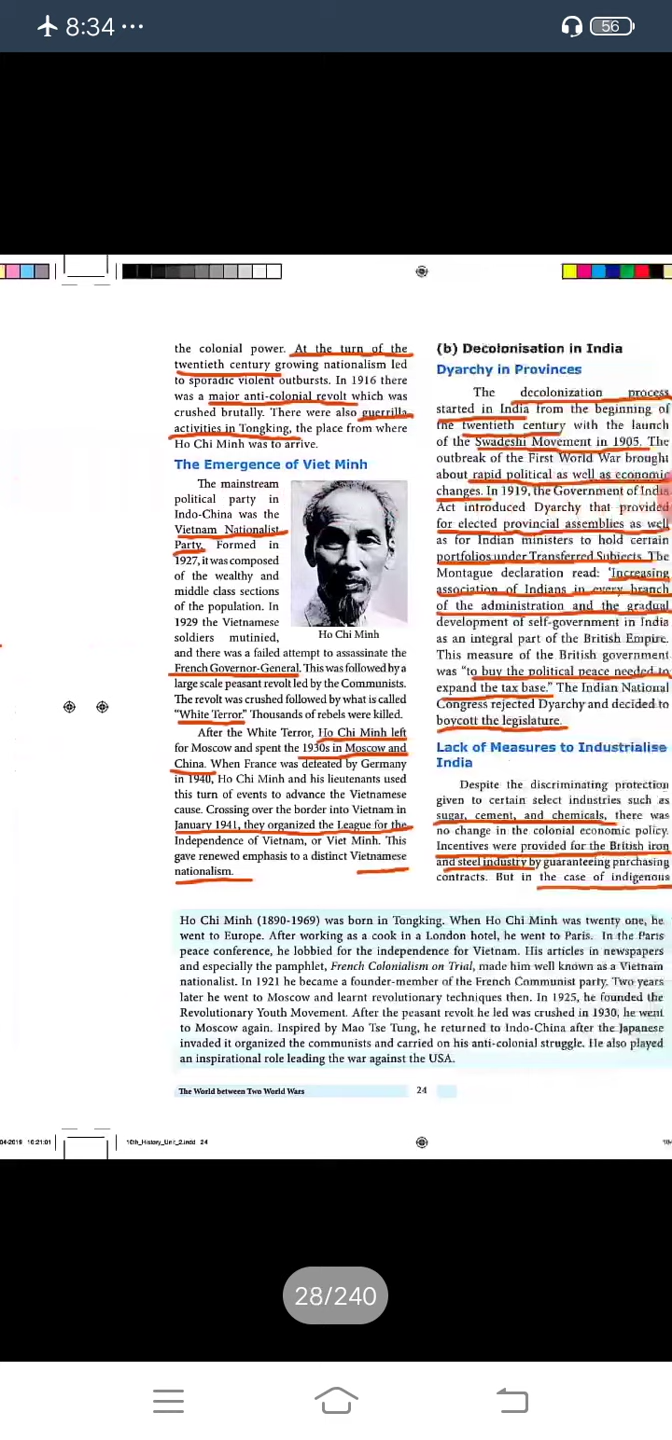 8:34 ...
56
the colonial power. At the turn of the
twentieth century growing nationalism led
to sporadic violent outbursts. In 1916 there
was a major anti-colonial revolt which was
crushed brutally. There were also guerrilla
activities in Tongking, the place from where
Ho Chi Minh was to arrive.
The Emergence of Viet Minh
The mainstream
political party in
Indo-China was the
Vietnam Nationalist
Party. Formed in
1927, it was composed
of the wealthy and
middle class sections
of the population. In
1929 the Vietnamese
soldiers mutinied,
Ho Chi Minh
and there was a failed attempt to assassinate the
French Governor-General. This was followed by a
large scale peasant revolt led by the Communists.
The revolt was crushed followed by what is called
"White Terror." Thousands of rebels were killed.
After the White Terror, Ho Chi Minh left
for Moscow and spent the 1930s in Moscow and
China. When France was defeated by Germany
in 1940, Ho Chi Minh and his lieutenants used
this turn of events to advance the Vietnamese
cause. Crossing over the border into Vietnam in
January 1941, they organized the League for the
Independence of Vietnam, or Viet Minh. This
gave renewed emphasis to a distinct Vietnamese
nationalism.
(b) Decolonisation in India
Dyarchy in Provinces
The decolonization process
started in India from the beginning of
the twentieth century with the launch
of the Swadeshi Movement in 1905. The
outbreak of the First World War brought
about rapid political as well as economic
changes. In 1919, the Government of India
Act introduced Dyarchy that provided
for elected provincial assemblies as well
as for Indian ministers to hold certain
portfolios under Transferred Subjects. The
Montague declaration read: 'Increasing
association of Indians in every branch
of the administration and the gradual
development of self-government in India
as an integral part of the British Empire.
This measure of the British government
was "to buy the political peace needed to
expand the tax base." The Indian National
Congress rejected Dyarchy and decided to
boycott the legislature.
Lack of Measures to Industrialise
India
Despite the discriminating protection
given to certain select industries such as
sugar, cement, and chemicals, there was
no change in the colonial economic policy.
Incentives were provided for the British iron
and steel industry by guaranteeing purchasing
contracts. But in the case of indigenous
Ho Chi Minh (1890-1969) was born in Tongking. When Ho Chi Minh was twenty one, he
went to Europe. After working as a cook in a London hotel, he went to Paris. In the Paris
peace conference, he lobbied for the independence for Vietnam. His articles in newspapers
and especially the pamphlet, French Colonialism on Trial, made him well known as a Vietnam
nationalist. In 1921 he became a founder-member of the French Communist party. Two years
later he went to Moscow and learnt revolutionary techniques then. In 1925, he founded the
Revolutionary Youth Movement. After the peasant revolt he led was crushed in 1930, he went
to Moscow again. Inspired by Mao Tse Tung, he returned to Indo-China after the Japanese
invaded it organized the communists and carried on his anti-colonial struggle. He also played
an inspirational role leading the war against the USA.
The World between Two World Wars 24
04-2019 16:21:01 10th_History_Unit_2.indd 24
28/240